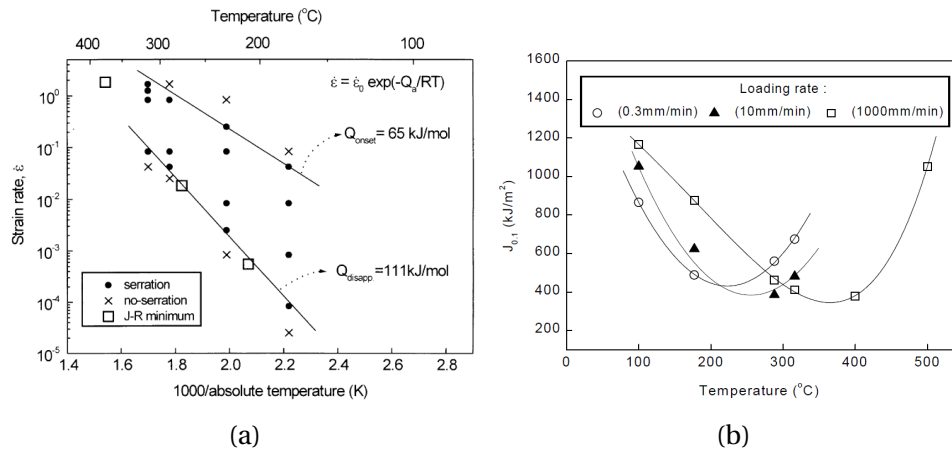 Temperature (°C)
400 300 200 100
10⁰
10⁻¹
10⁻²
10⁻³
10⁻⁴
10⁻⁵
Strain rate, ε̇
ε̇ = ε̇₀ exp(-Qₐ/RT)
Q_onset = 65 kJ/mol
Q_disapp. = 111kJ/mol
serration
no-serration
J-R minimum
1.4 1.6 1.8 2.0 2.2 2.4 2.6 2.8
1000/absolute temperature (K)
(a)
1600
1400
1200
1000
800
600
400
200
J₀.₁ (kJ/m²)
Loading rate :
(0.3mm/min) (10mm/min) (1000mm/min)
0 100 200 300 400 500
Temperature (°C)
(b)